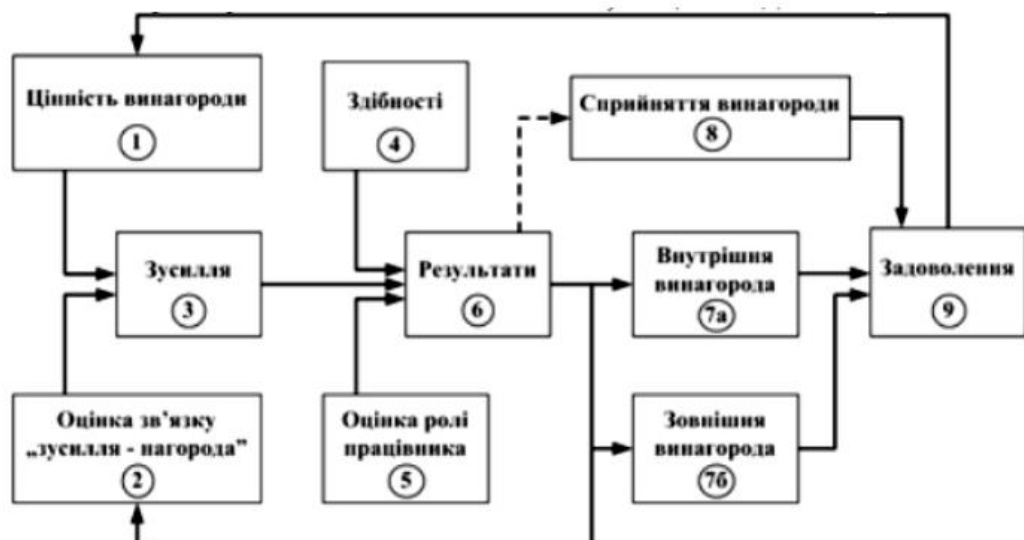 Цінність винагороди
1
Здібності
4
Сприйняття винагороди
8
Зусилля
3
Результати
6
Внутрішня
винагорода
7а
Задоволення
9
Оцінка зв’язку
„зусилля - нагорода”
2
Оцінка ролі
працівника
5
Зовнішня
винагорода
7б